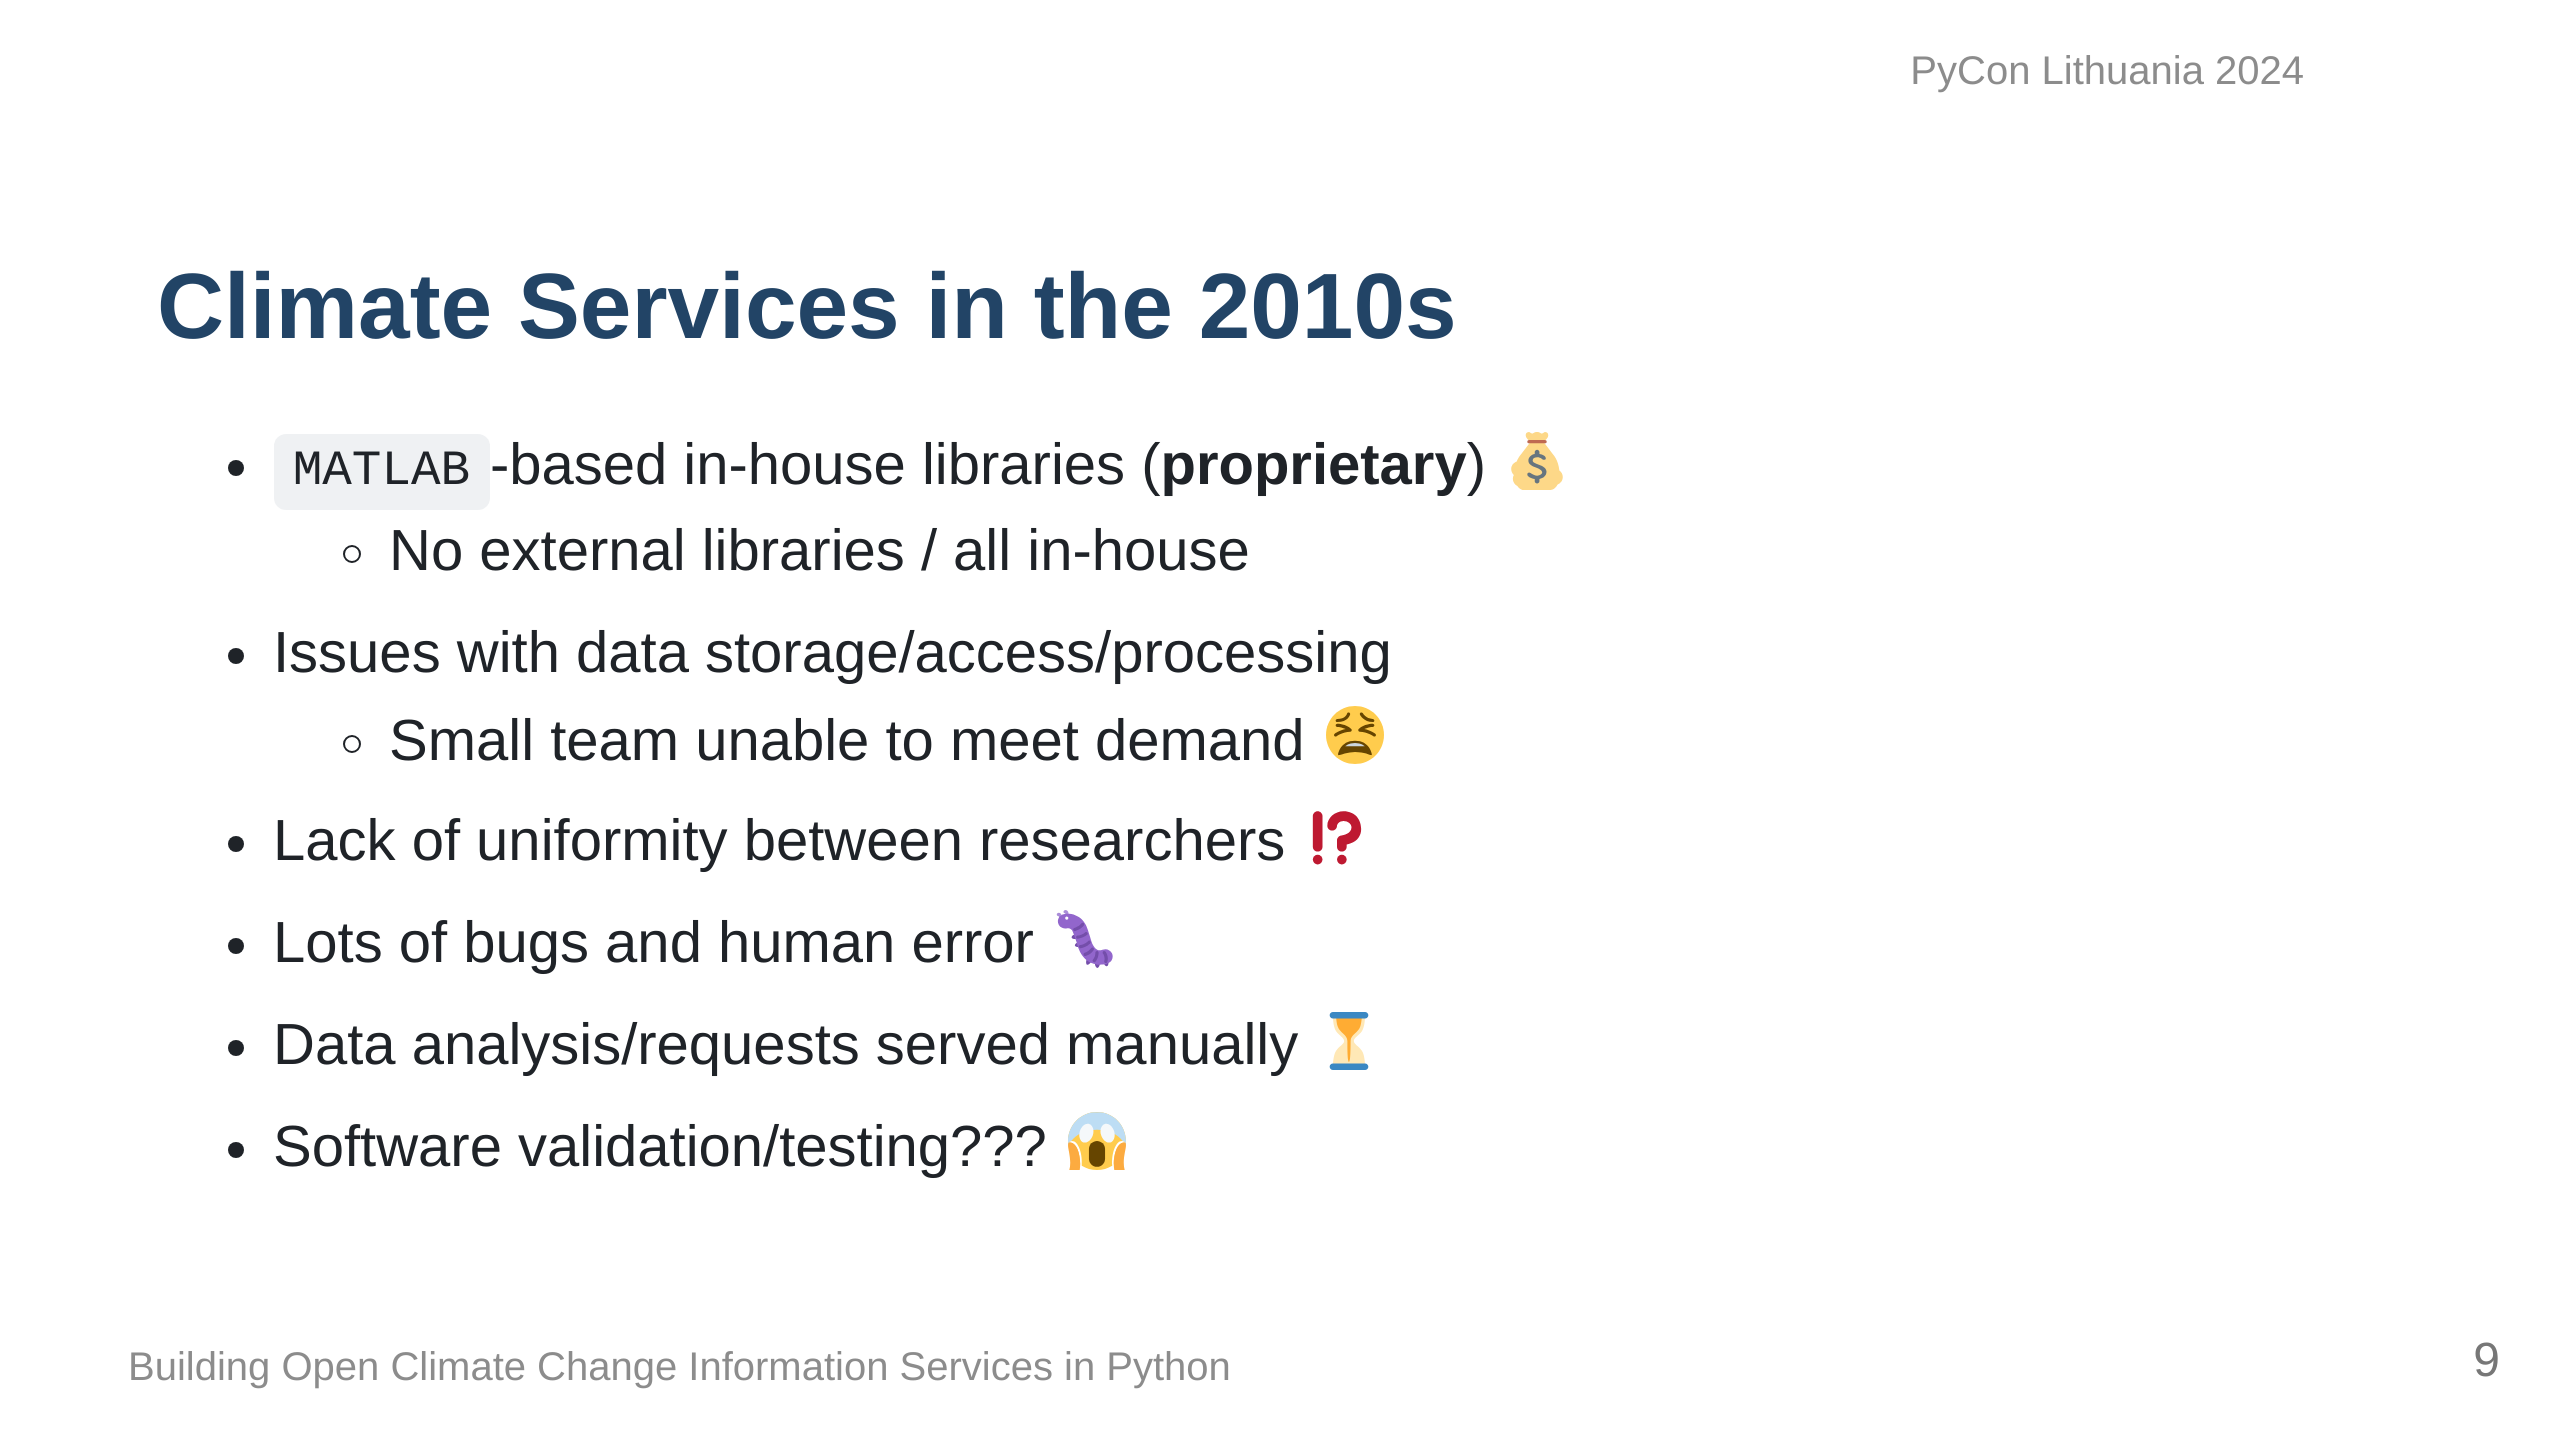 PyCon Lithuania 2024
Climate Services in the 2010s
• MATLAB-based in-house libraries (proprietary) 💰
◦ No external libraries / all in-house
• Issues with data storage/access/processing
◦ Small team unable to meet demand 😫
• Lack of uniformity between researchers ⁉️
• Lots of bugs and human error 🐛
• Data analysis/requests served manually ⏳
• Software validation/testing??? 😱
Building Open Climate Change Information Services in Python
9